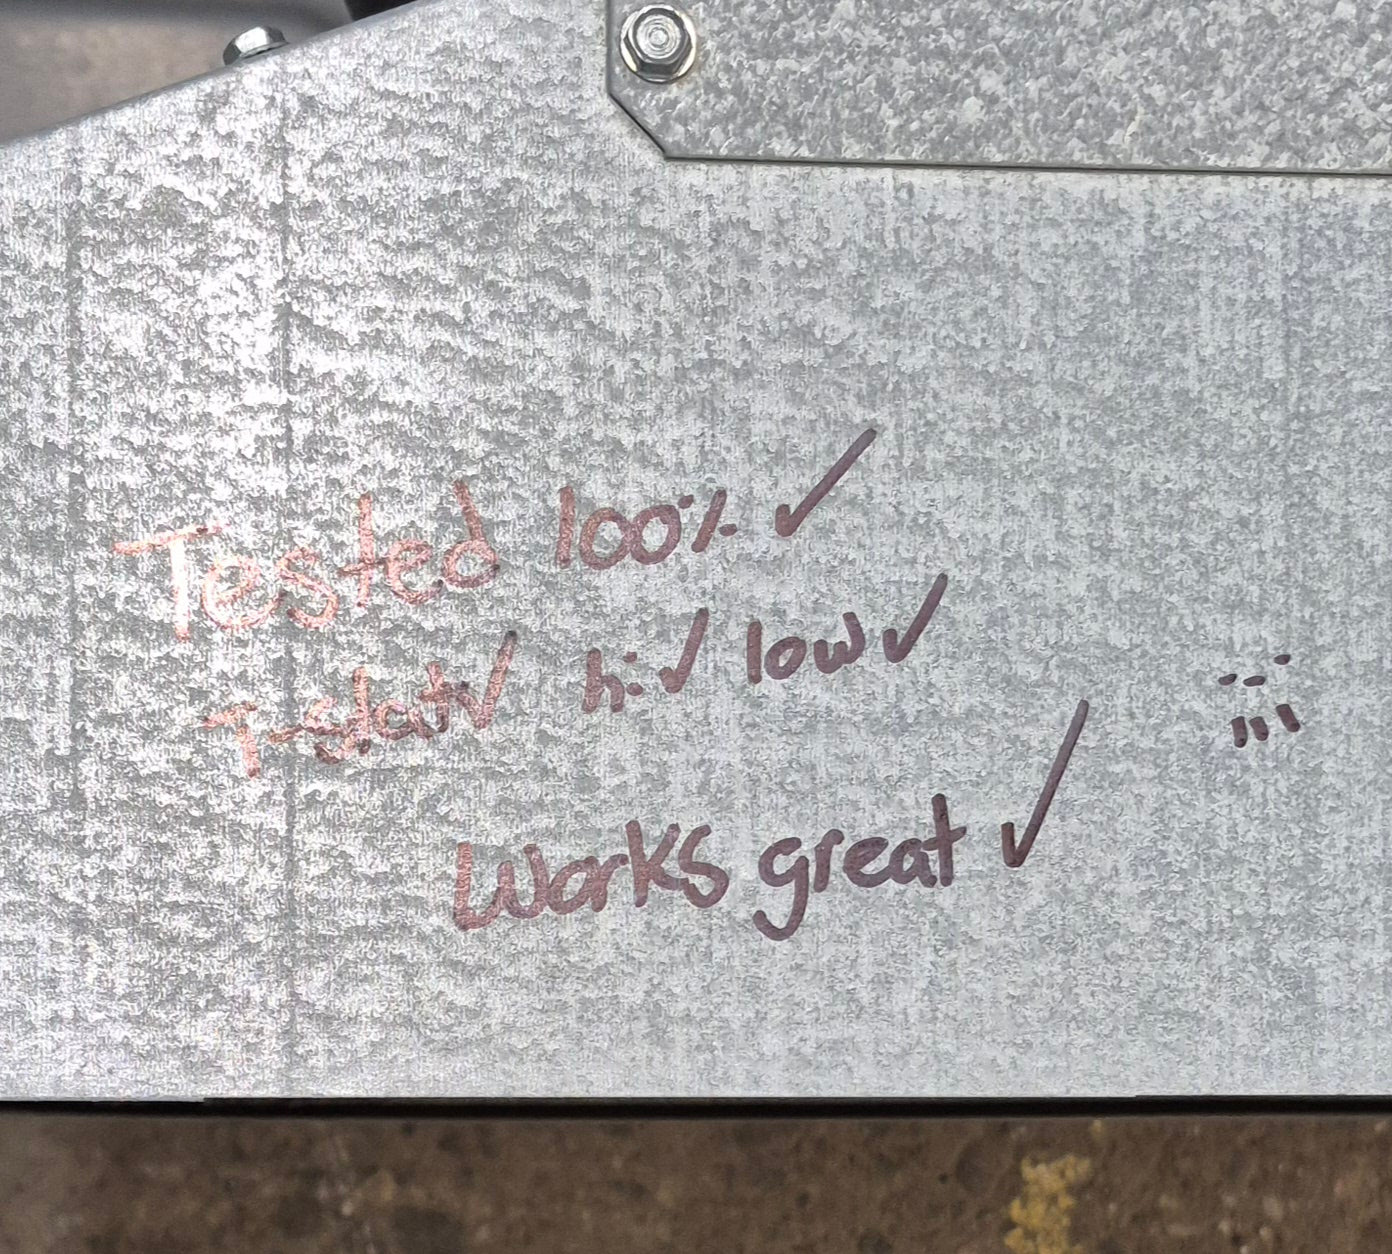 Tested 100% ✓
T-stat ✓ hi ✓ low ✓
Works great ✓